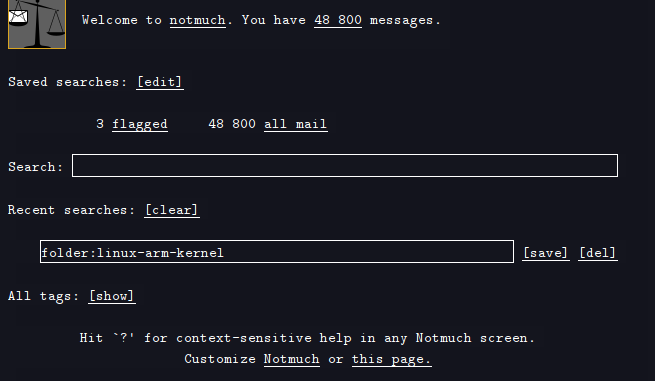 Welcome to notmuch. You have 48 800 messages.
Saved searches: [edit]
3 flagged 48 800 all mail
Search:
Recent searches: [clear]
folder:linux-arm-kernel [save] [del]
All tags: [show]
Hit `?' for context-sensitive help in any Notmuch screen.
Customize Notmuch or this page.